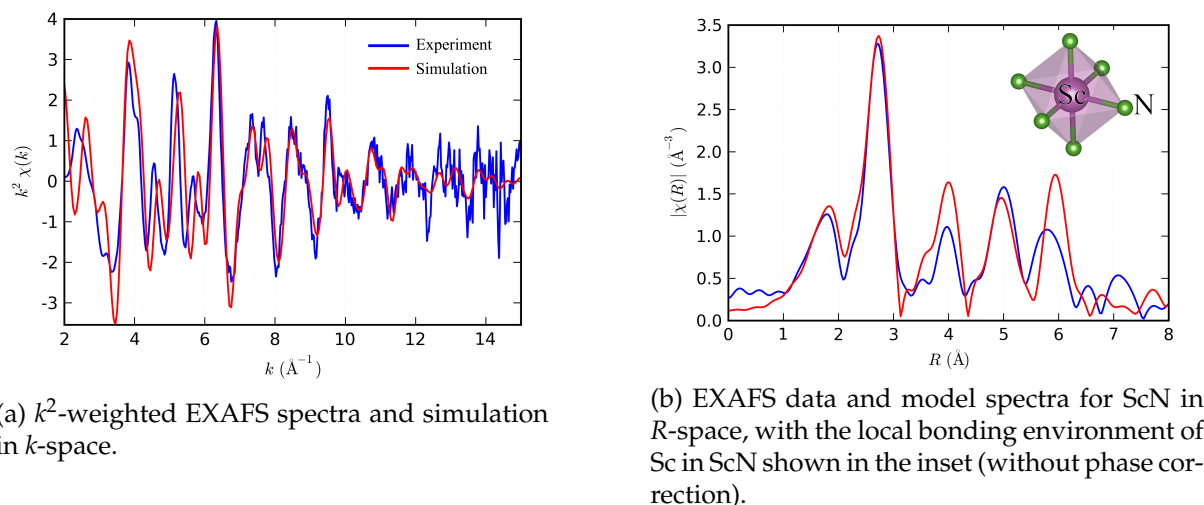 4
3
2
1
0
-1
-2
-3
2
4
6
8
10
12
14
k² χ(k)
k (Å⁻¹)
Experiment
Simulation
(a) k²-weighted EXAFS spectra and simulation
in k-space.
3.5
3.0
2.5
2.0
1.5
1.0
0.5
0.0
0
1
2
3
4
5
6
7
8
|χ(R)| (Å⁻³)
R (Å)
Sc
N
(b) EXAFS data and model spectra for ScN in
R-space, with the local bonding environment of
Sc in ScN shown in the inset (without phase cor-
rection).